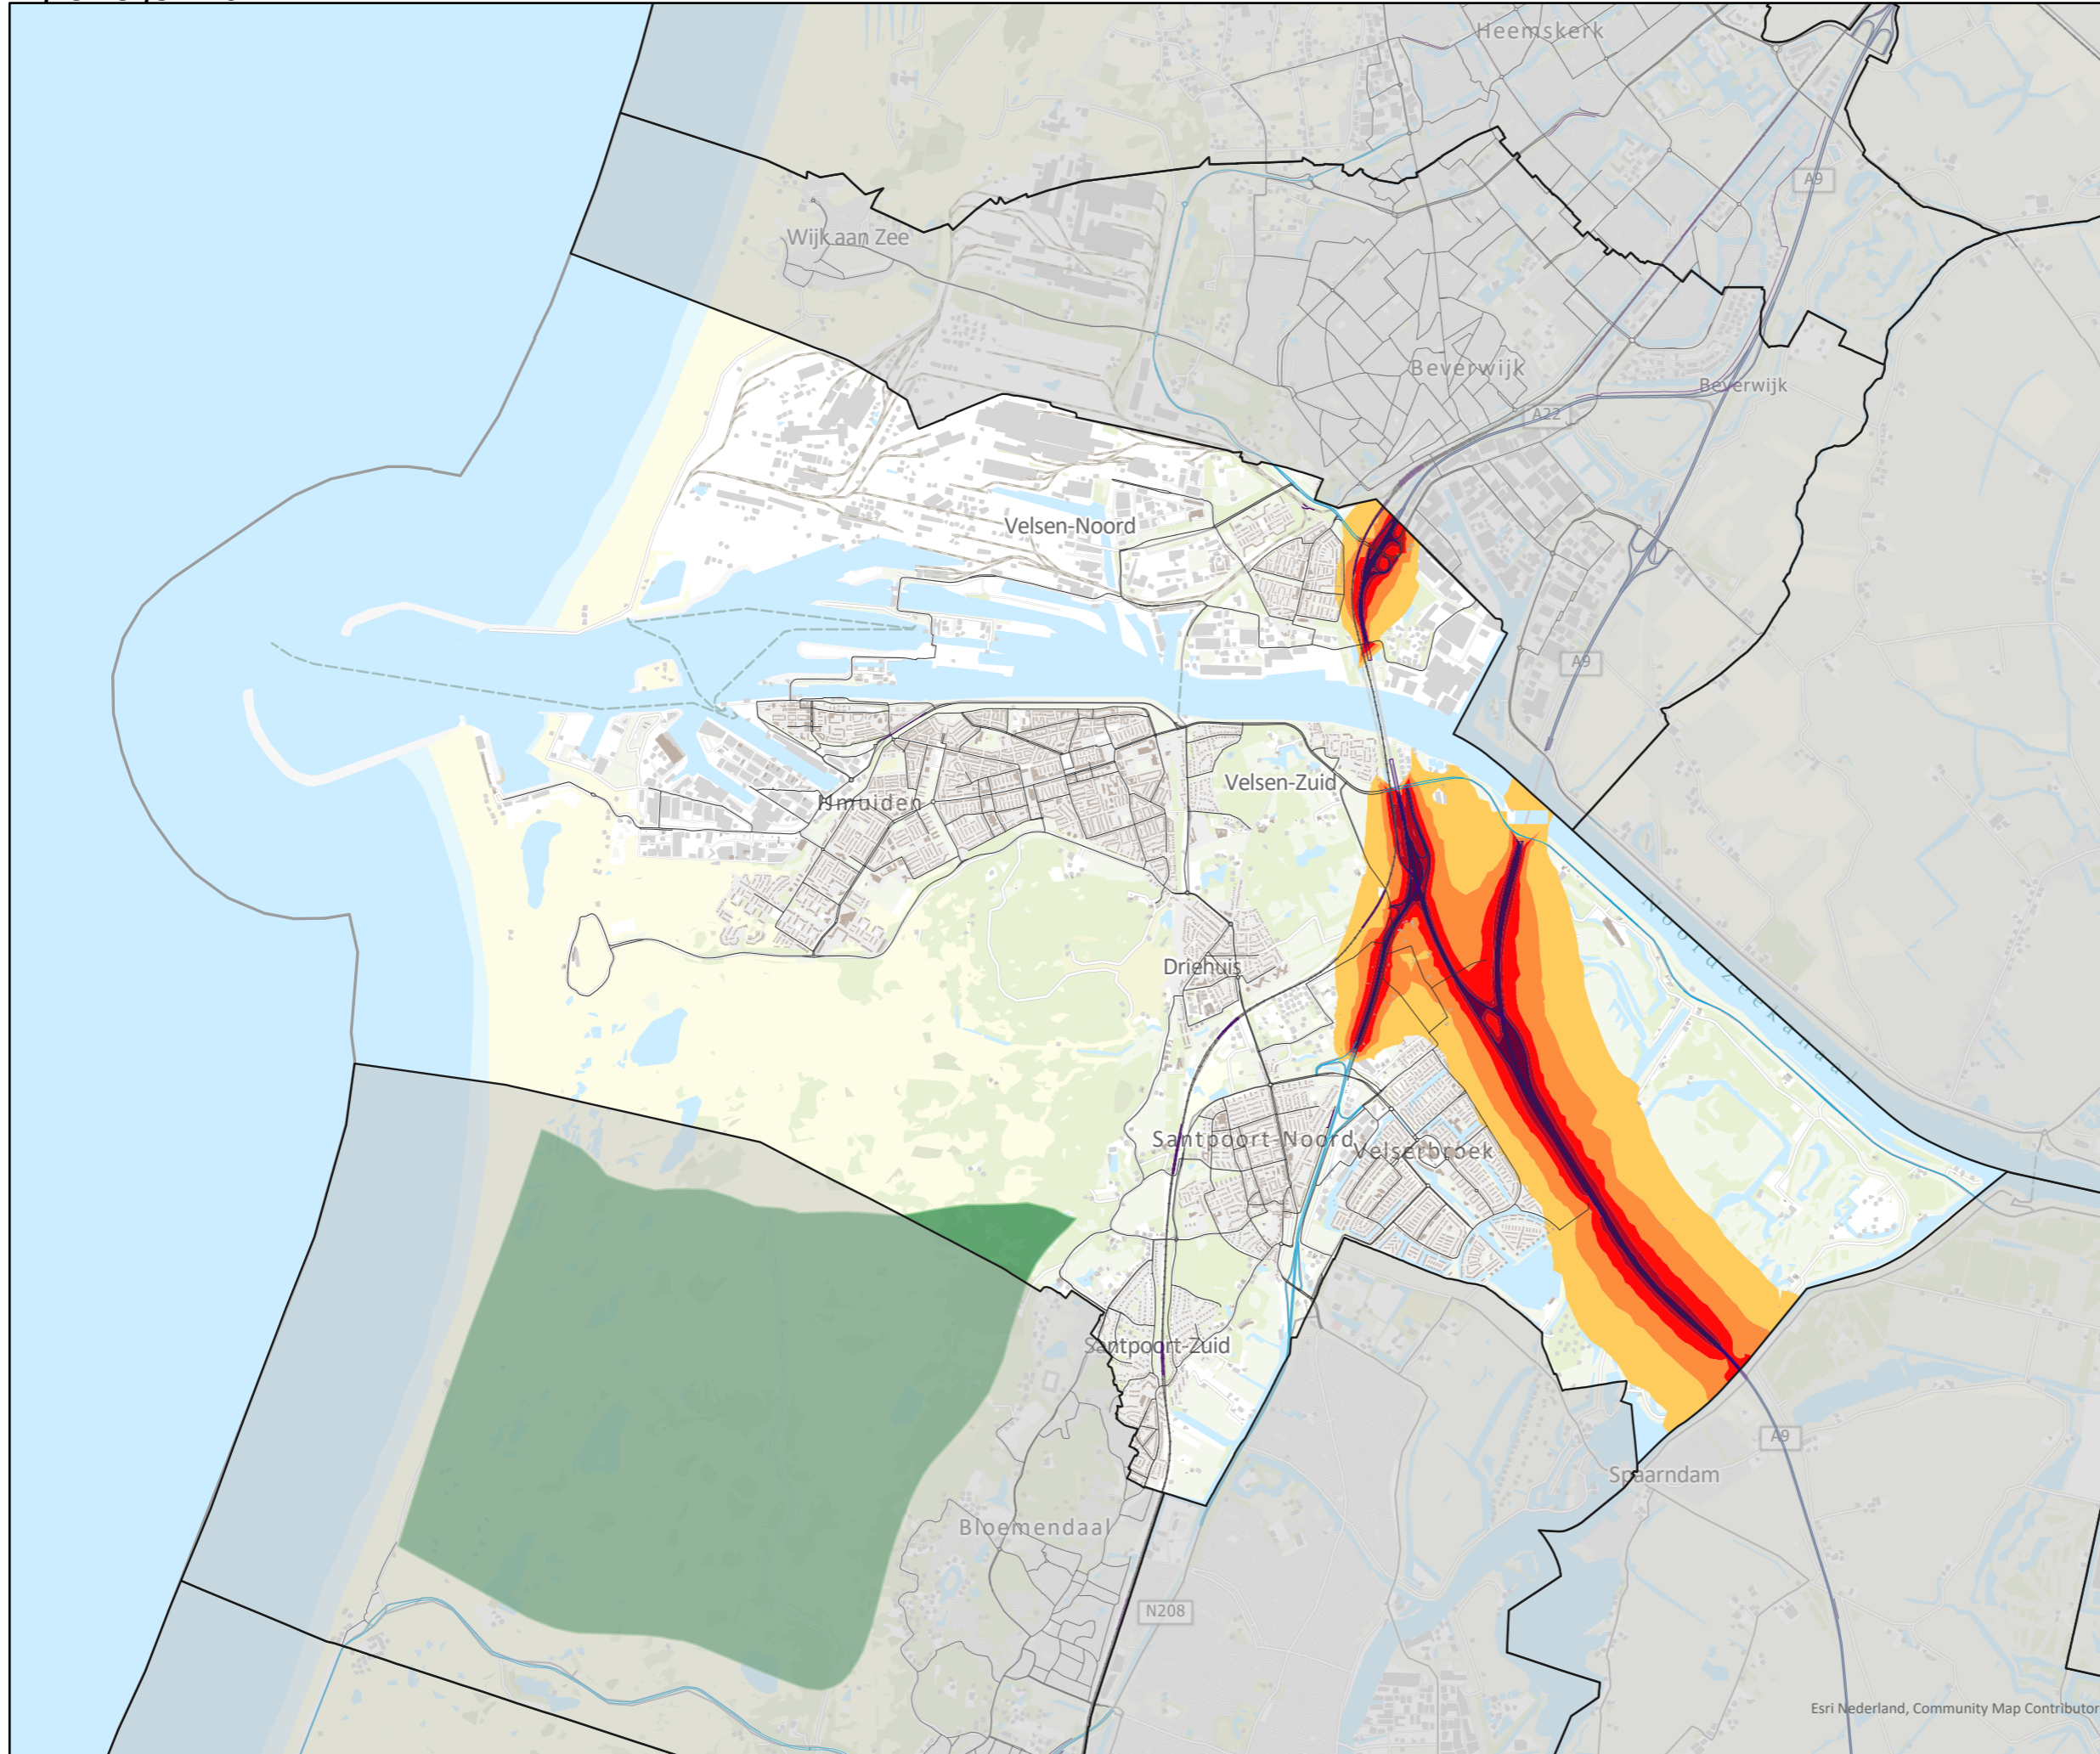 Heemskerk
A9
Wijk aan Zee
Beverwijk
Beverwijk
A22
Velsen-Noord
A9
Velsen-Zuid
IJmuiden
Noordzeekanaal
Driehuis
Santpoort-Noord
Velserbroek
Santpoort-Zuid
A9
Spaarndam
Bloemendaal
N208
Esri Nederland, Community Map Contributor